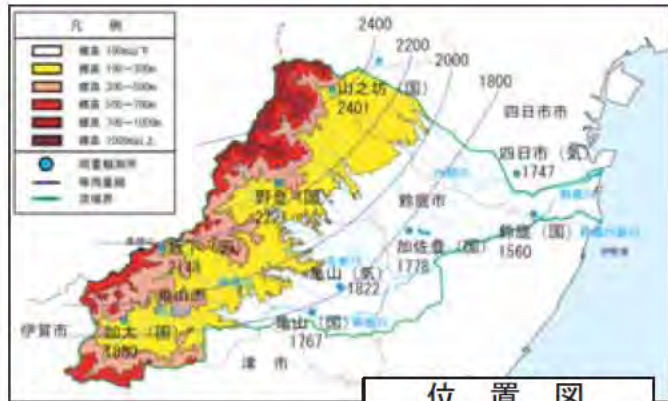 凡 例
標高 100m以下
標高 100~300m
標高 300~500m
標高 500~700m
標高 700~1000m
標高 1000m以上
雨量観測所
等雨量線
流域界
2400
2200
2000
1800
山之坊(国)
2401
四日市市
四日市(気)
1747
野登(国)
鈴鹿市
鈴鹿(国)
1560
加佐登(国)
1778
亀山(気)
1822
亀山市
亀山(国)
1767
伊賀市
加太(国)
津 市
伊勢湾
位 置 図